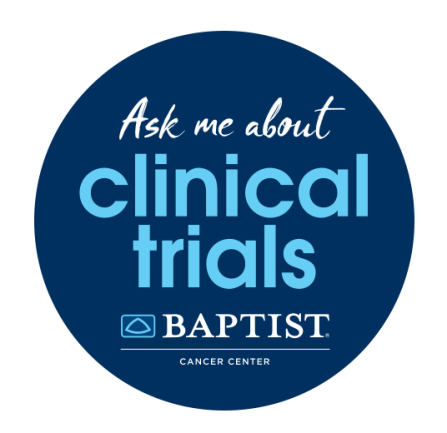 Ask me about
clinical
trials
BAPTIST®
CANCER CENTER